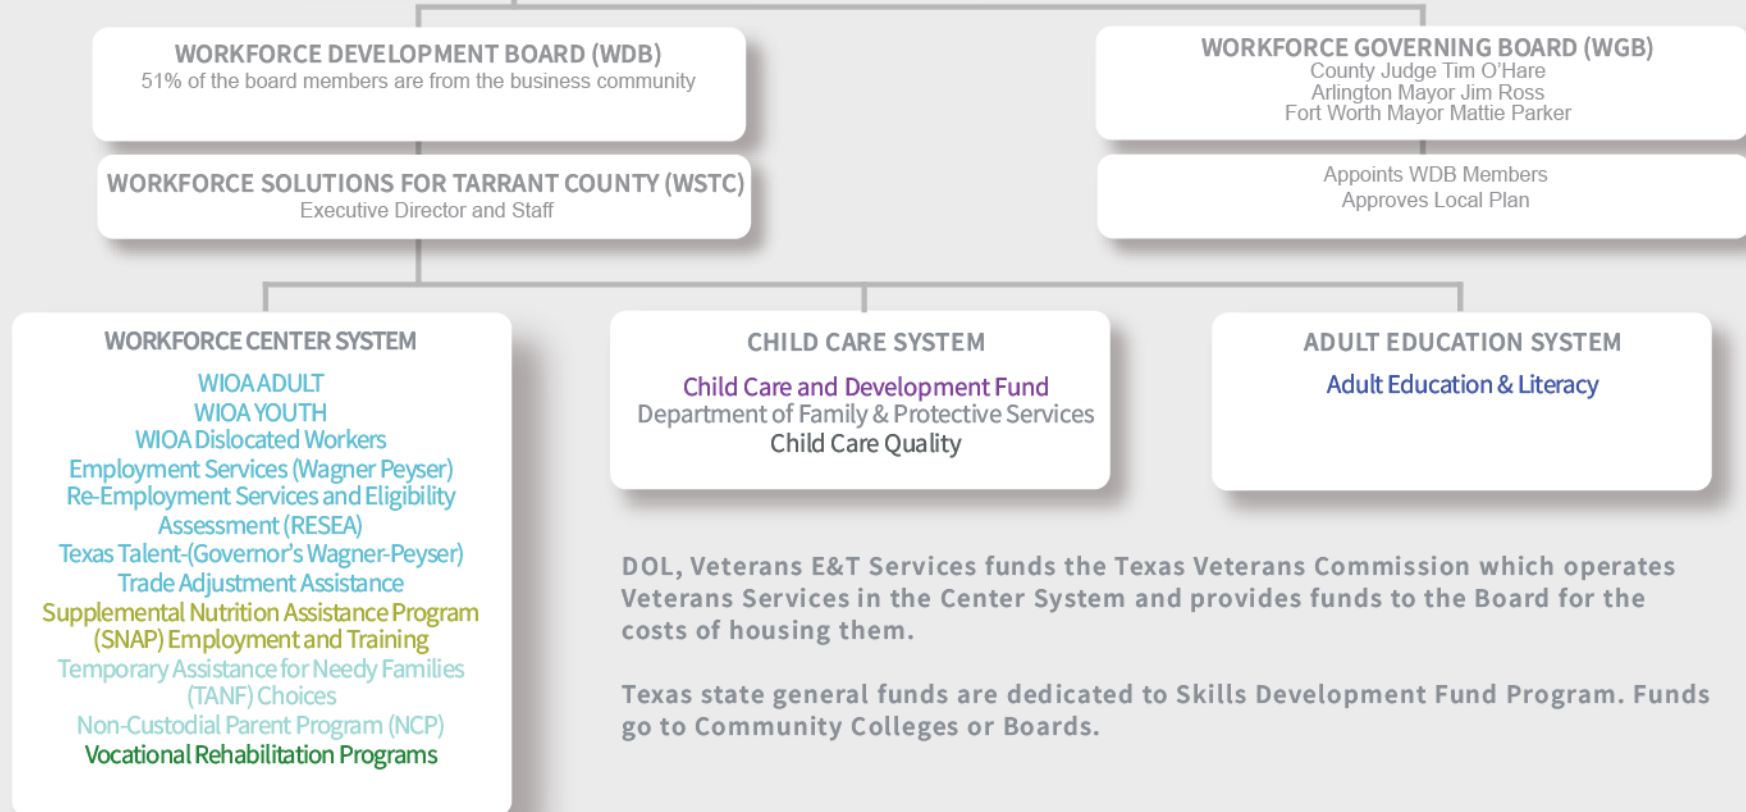 WORKFORCE DEVELOPMENT BOARD (WDB)
51% of the board members are from the business community
WORKFORCE GOVERNING BOARD (WGB)
County Judge Tim O'Hare
Arlington Mayor Jim Ross
Fort Worth Mayor Mattie Parker
WORKFORCE SOLUTIONS FOR TARRANT COUNTY (WSTC)
Executive Director and Staff
Appoints WDB Members
Approves Local Plan
WORKFORCE CENTER SYSTEM
WIOA ADULT
WIOA YOUTH
WIOA Dislocated Workers
Employment Services (Wagner Peyser)
Re-Employment Services and Eligibility
Assessment (RESEA)
Texas Talent-(Governor's Wagner-Peyser)
Trade Adjustment Assistance
Supplemental Nutrition Assistance Program
(SNAP) Employment and Training
Temporary Assistance for Needy Families
(TANF) Choices
Non-Custodial Parent Program (NCP)
Vocational Rehabilitation Programs
CHILD CARE SYSTEM
Child Care and Development Fund
Department of Family & Protective Services
Child Care Quality
ADULT EDUCATION SYSTEM
Adult Education & Literacy
DOL, Veterans E&T Services funds the Texas Veterans Commission which operates
Veterans Services in the Center System and provides funds to the Board for the
costs of housing them.
Texas state general funds are dedicated to Skills Development Fund Program. Funds
go to Community Colleges or Boards.